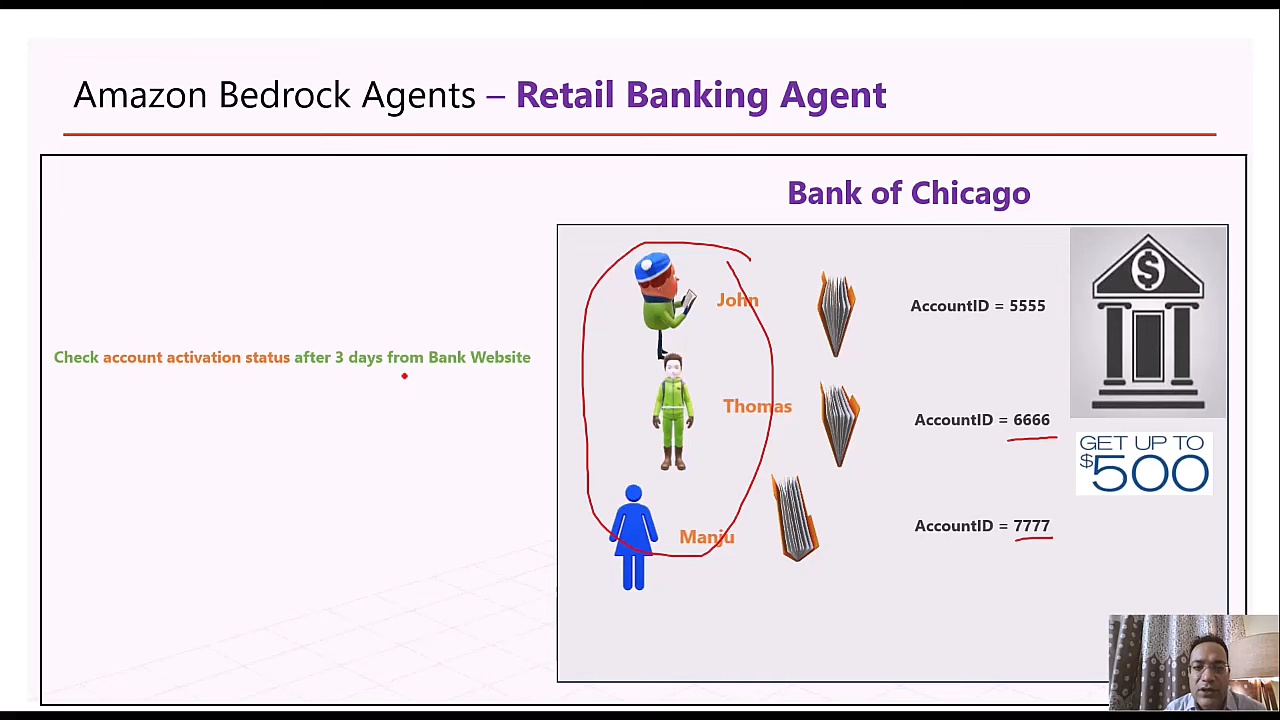 Amazon Bedrock Agents – Retail Banking Agent
Bank of Chicago
Check account activation status after 3 days from Bank Website
John
AccountID = 5555
Thomas
AccountID = 6666
GET UP TO
$500
Manju
AccountID = 7777